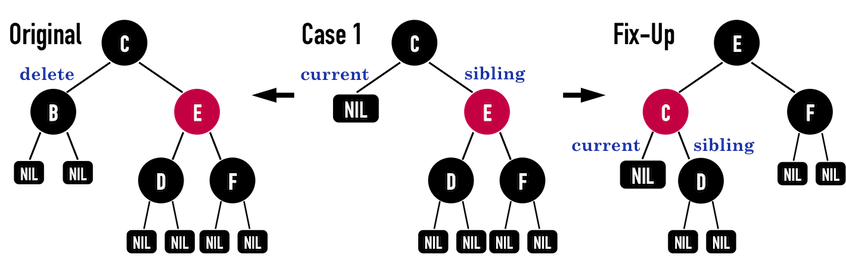 Original
C
delete
B
E
NIL
NIL
D
F
NIL
NIL
NIL
NIL
Case 1
C
current
sibling
NIL
E
D
F
NIL
NIL
NIL
NIL
Fix-Up
E
C
F
current
sibling
NIL
D
NIL
NIL
NIL
NIL